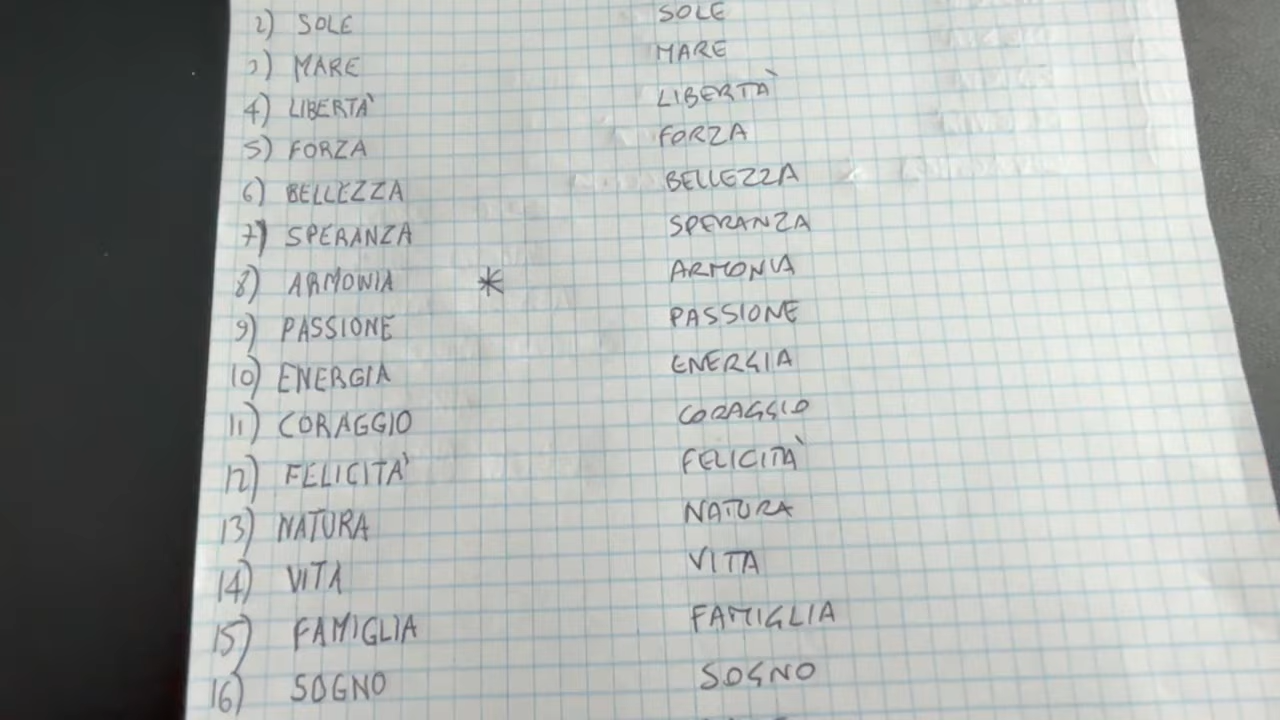 2) SOLE SOLE
3) MARE MARE
4) LIBERTÀ LIBERTÀ
5) FORZA FORZA
6) BELLEZZA BELLEZZA
7) SPERANZA SPERANZA
8) ARMONIA * ARMONIA
9) PASSIONE PASSIONE
10) ENERGIA ENERGIA
11) CORAGGIO CORAGGIO
12) FELICITÀ FELICITÀ
13) NATURA NATURA
14) VITA VITA
15) FAMIGLIA FAMIGLIA
16) SOGNO SOGNO